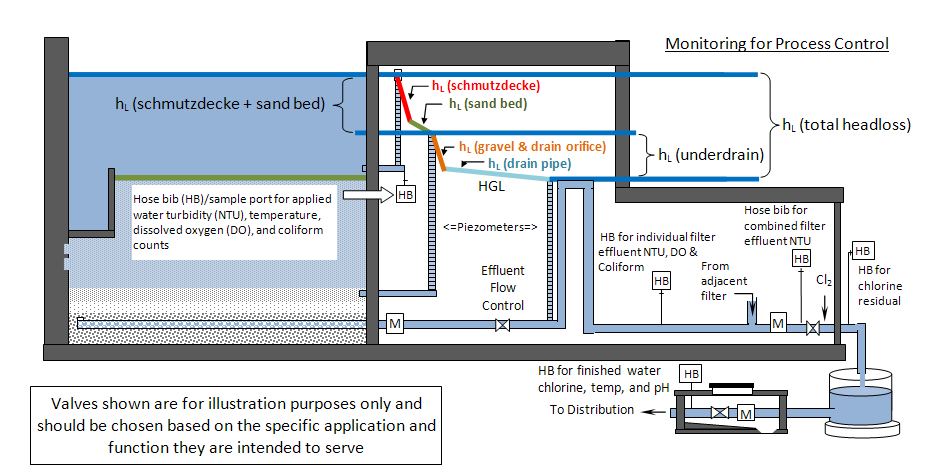 Monitoring for Process Control
hL (schmutzdecke + sand bed)
hL (schmutzdecke)
hL (sand bed)
hL (gravel & drain orifice)
hL (drain pipe)
HGL
hL (underdrain)
hL (total headloss)
Hose bib (HB)/sample port for applied
water turbidity (NTU), temperature,
dissolved oxygen (DO), and coliform
counts
HB
<=Piezometers=>
Effluent
Flow
Control
M
HB for individual filter
effluent NTU, DO &
Coliform
HB
From
adjacent
filter
M
Hose bib for
combined filter
effluent NTU
HB
Cl2
HB
HB for
chlorine
residual
HB for finished water
chlorine, temp, and pH
HB
To Distribution
M
Valves shown are for illustration purposes only and
should be chosen based on the specific application and
function they are intended to serve